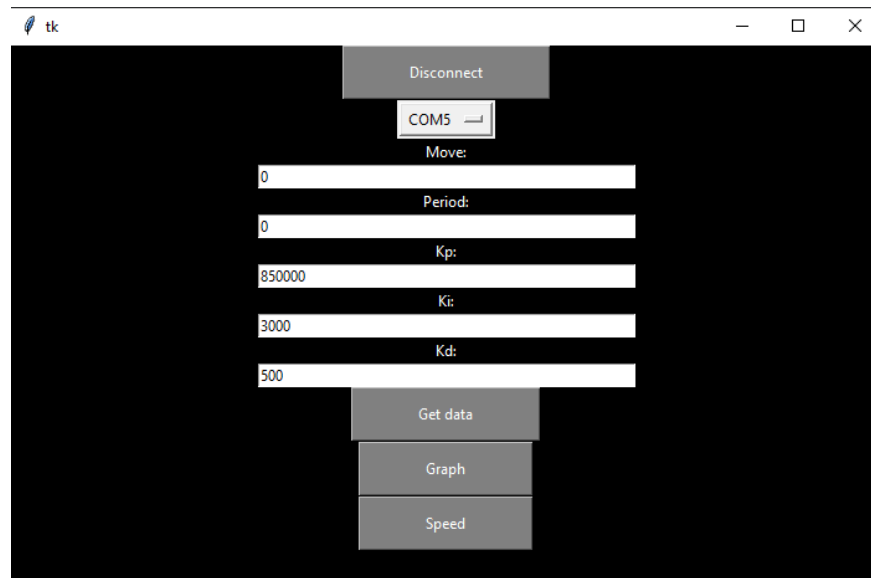 tk
Disconnect
COM5
Move:
0
Period:
0
Kp:
850000
Ki:
3000
Kd:
500
Get data
Graph
Speed